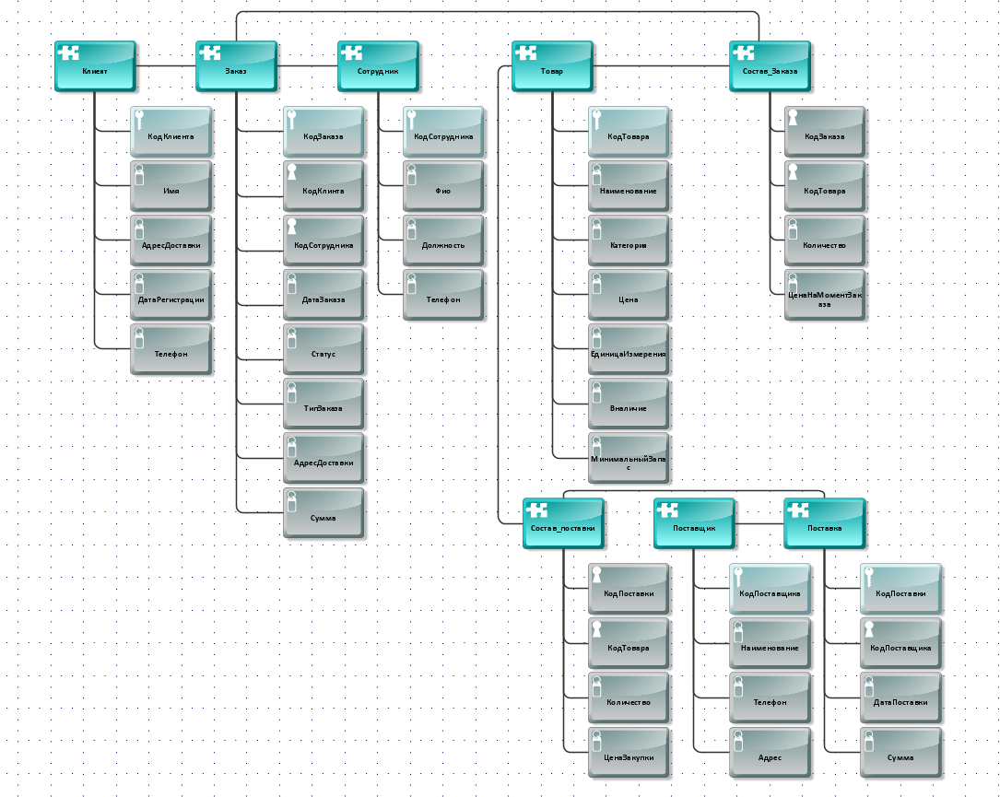 Клиент
Заказ
Сотрудник
Товар
Состав_Заказа
КодКлиента
Имя
АдресДоставки
ДатаРегистрации
Телефон
КодЗаказа
КодКлинта
КодСотрудника
ДатаЗаказа
Статус
ТипЗаказа
АдресДоставки
Сумма
КодСотрудника
Фио
Должность
Телефон
КодТовара
Наименование
Категория
Цена
ЕдиницаИзмерения
Вналичие
МинимальныйЗапа
с
КодЗаказа
КодТовара
Количество
ЦенаНаМоментЗак
аза
Состав_поставки
Поставщик
Поставка
КодПоставки
КодТовара
Количество
ЦенаЗакупки
КодПоставщика
Наименование
Телефон
Адрес
КодПоставки
КодПоставщика
ДатаПоставки
Сумма